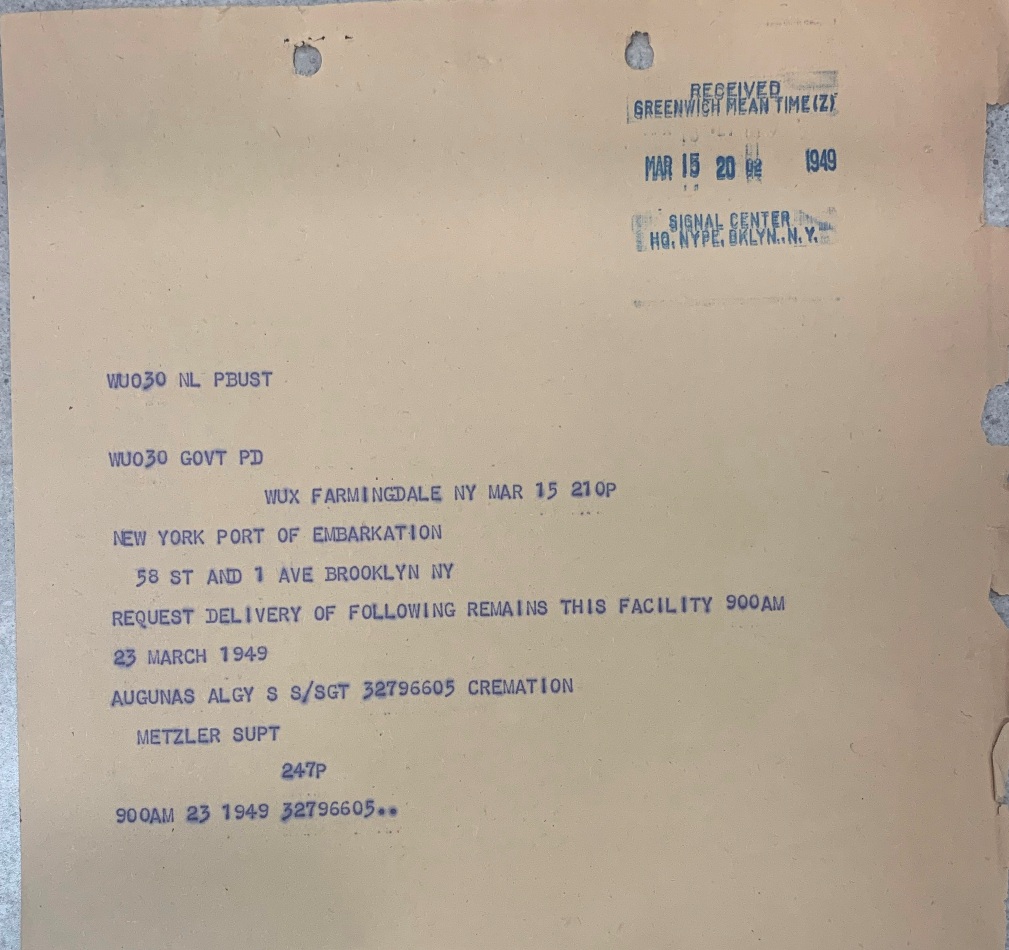 RECEIVED
GREENWICH MEAN TIME (Z)
MAR 15 20 02 1949
SIGNAL CENTER
HQ. NYPE, BKLYN., N.Y.
WU030 NL PBUST
WU030 GOVT PD
WUX FARMINGDALE NY MAR 15 210P
NEW YORK PORT OF EMBARKATION
58 ST AND 1 AVE BROOKLYN NY
REQUEST DELIVERY OF FOLLOWING REMAINS THIS FACILITY 900AM
23 MARCH 1949
AUGUNAS ALGY S S/SGT 32796605 CREMATION
METZLER SUPT
247P
900AM 23 1949 32796605..